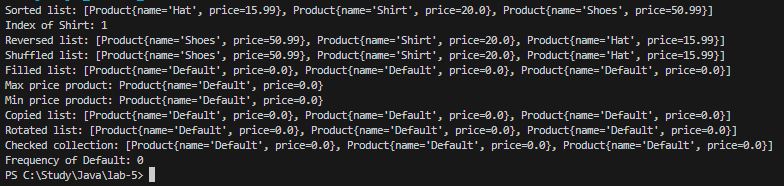 Sorted list: [Product{name='Hat', price=15.99}, Product{name='Shirt', price=20.0}, Product{name='Shoes', price=50.99}]
Index of Shirt: 1
Reversed list: [Product{name='Shoes', price=50.99}, Product{name='Shirt', price=20.0}, Product{name='Hat', price=15.99}]
Shuffled list: [Product{name='Shoes', price=50.99}, Product{name='Shirt', price=20.0}, Product{name='Hat', price=15.99}]
Filled list: [Product{name='Default', price=0.0}, Product{name='Default', price=0.0}, Product{name='Default', price=0.0}]
Max price product: Product{name='Default', price=0.0}
Min price product: Product{name='Default', price=0.0}
Copied list: [Product{name='Default', price=0.0}, Product{name='Default', price=0.0}, Product{name='Default', price=0.0}]
Rotated list: [Product{name='Default', price=0.0}, Product{name='Default', price=0.0}, Product{name='Default', price=0.0}]
Checked collection: [Product{name='Default', price=0.0}, Product{name='Default', price=0.0}, Product{name='Default', price=0.0}]
Frequency of Default: 0
PS C:\Study\Java\lab-5>